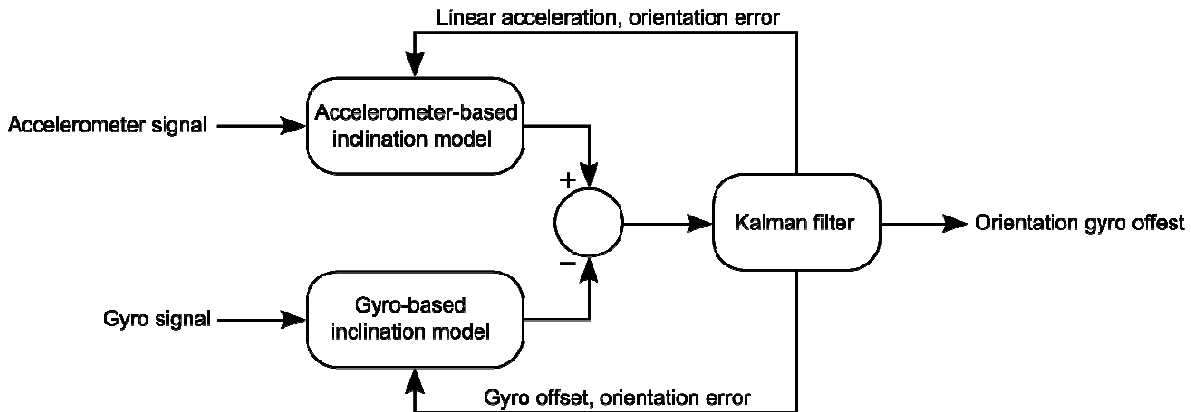 Linear acceleration, orientation error
Accelerometer signal
Accelerometer-based
inclination model
+
Kalman filter
Orientation gyro offest
−
Gyro signal
Gyro-based
inclination model
Gyro offset, orientation error